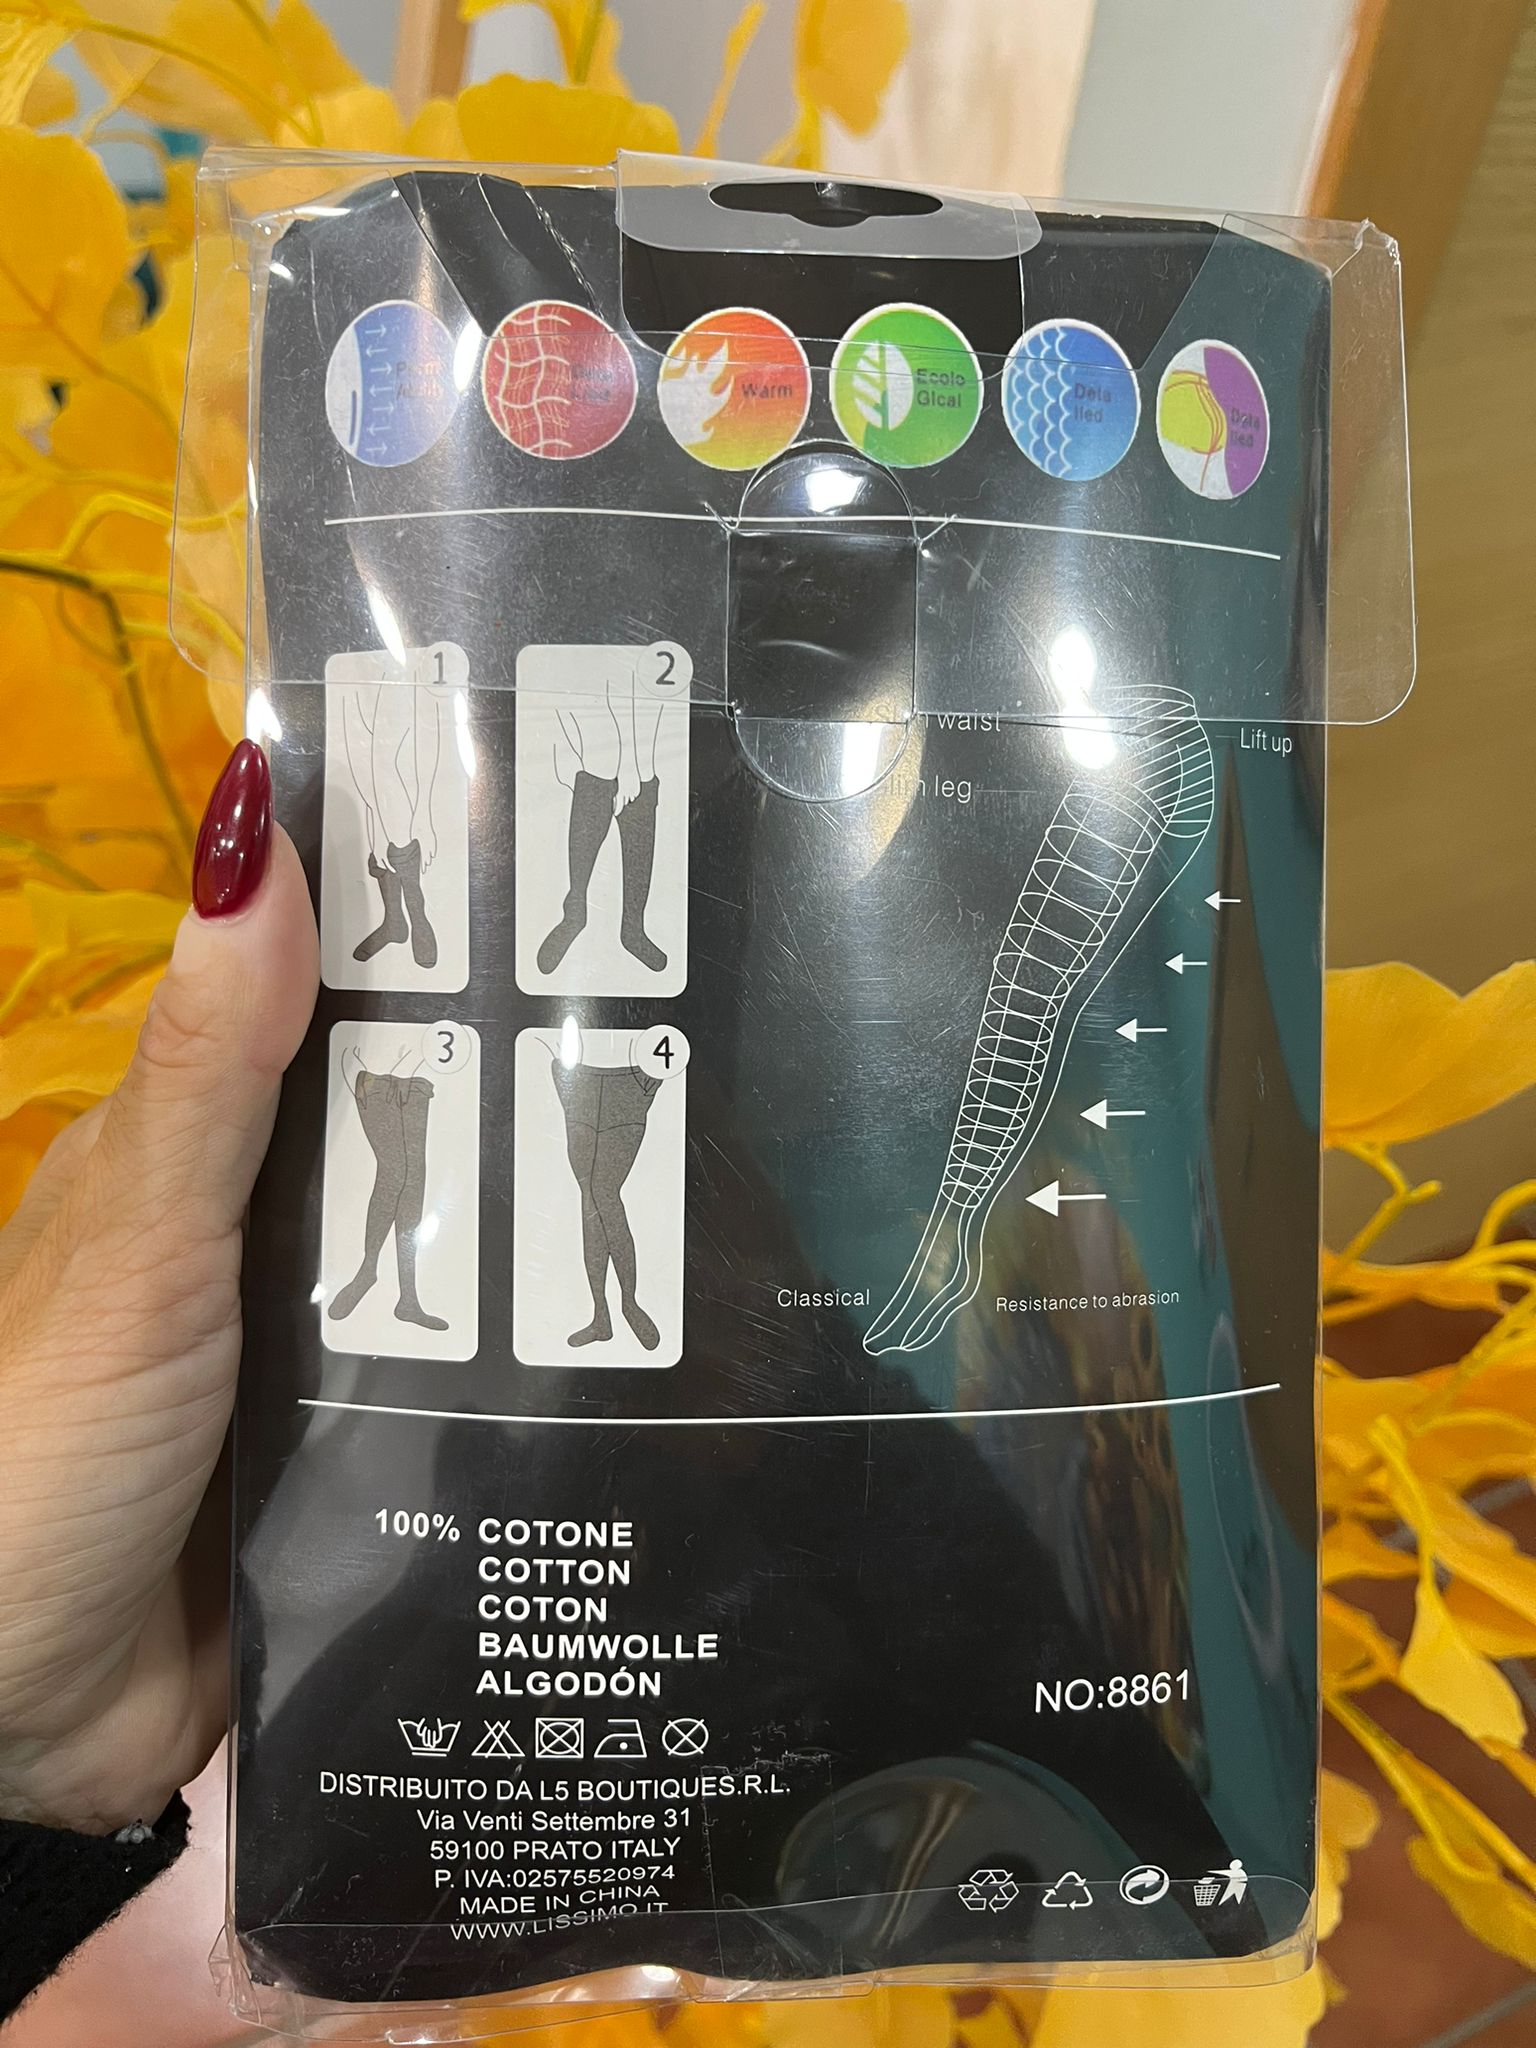 Warm
Ecolo
Gical
Deta
lled
Deta
lled
1
2
3
4
waist
leg
Lift up
Classical
Resistance to abrasion
100% COTONE
COTTON
COTON
BAUMWOLLE
ALGODÓN
NO:8861
DISTRIBUITO DA L5 BOUTIQUES.R.L.
Via Venti Settembre 31
59100 PRATO ITALY
P. IVA:02575520974
MADE IN CHINA
WWW.LISSIMO.IT